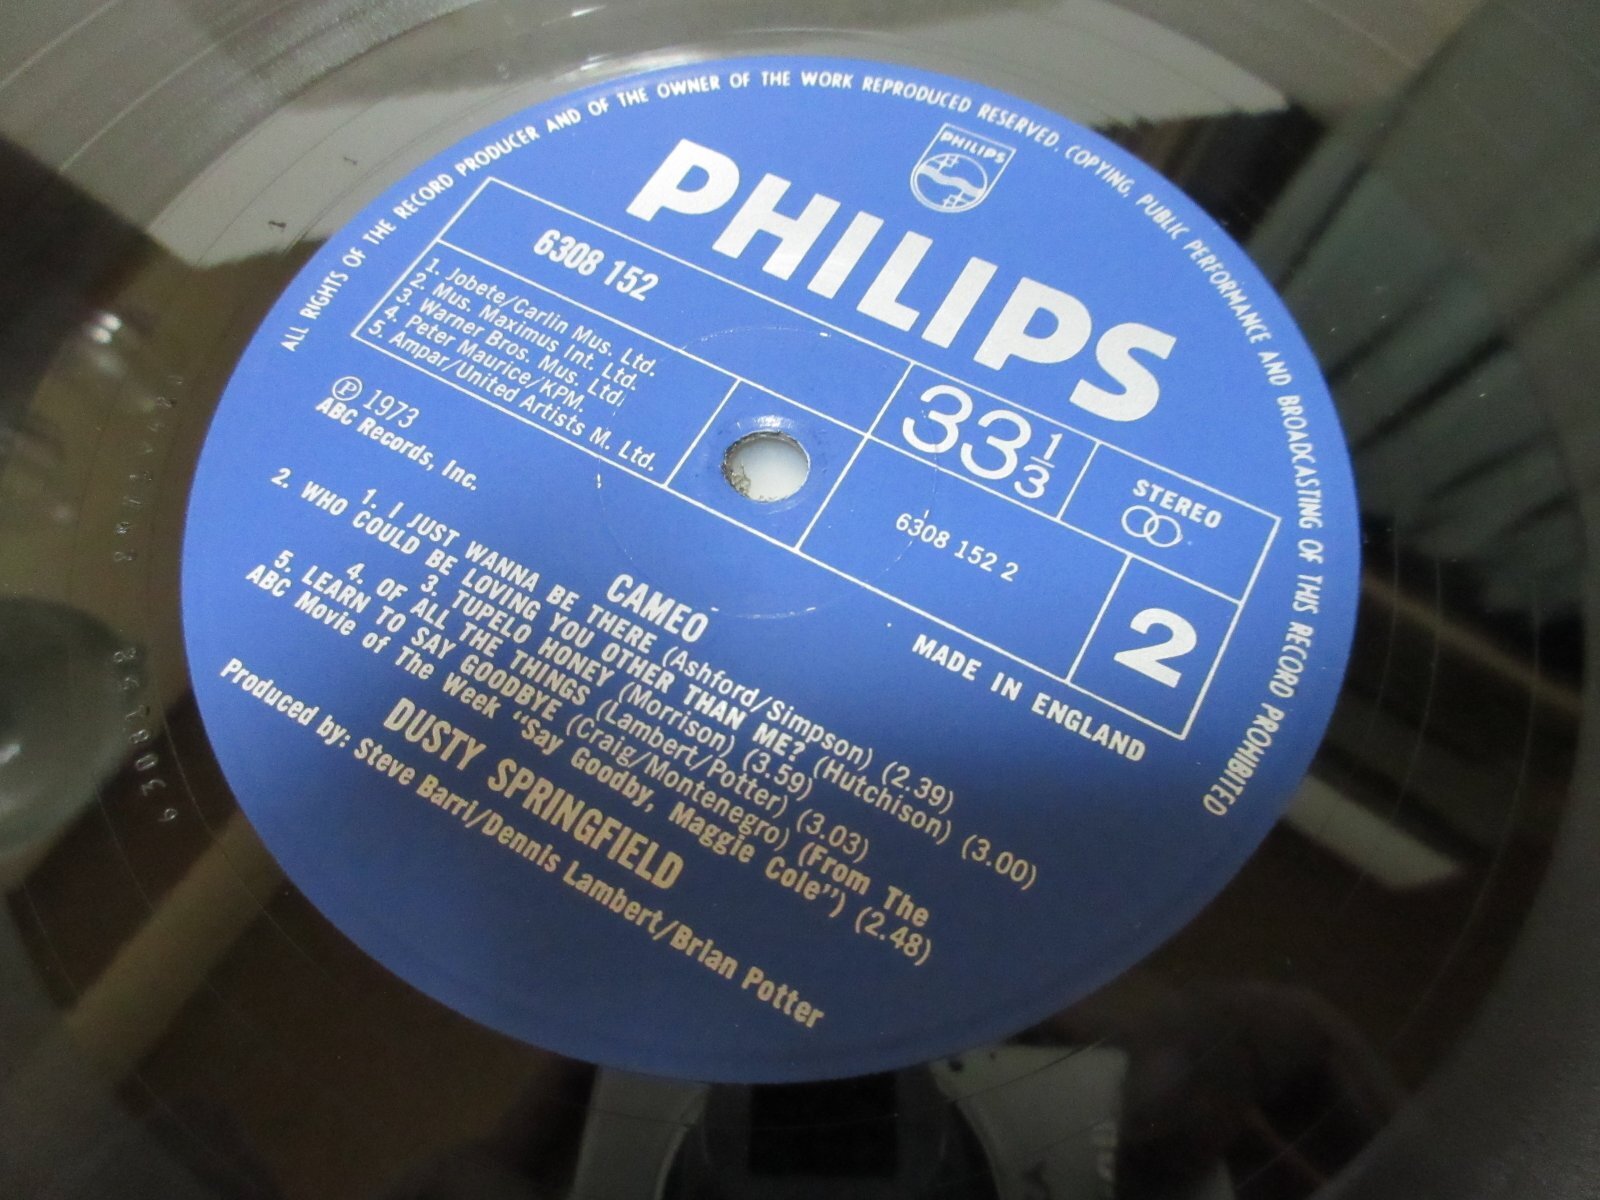 ALL RIGHTS OF THE RECORD PRODUCER AND OF THE OWNER OF THE WORK REPRODUCED RESERVED. COPYING, PUBLIC PERFORMANCE AND BROADCASTING OF THIS RECORD PROHIBITED
PHILIPS
PHILIPS
6308 152
1. Jobete/Carlin Mus. Ltd.
2. Mus. Maximus Int. Ltd.
3. Warner Bros. Mus. Ltd.
4. Peter Maurice/KPM.
5. Ampar/United Artists M. Ltd.
33 1/3
STEREO
6308 152 2
2
MADE IN ENGLAND
Ⓟ 1973
ABC Records, Inc.
CAMEO
1. I JUST WANNA BE THERE (Ashford/Simpson) (2.39)
2. WHO COULD BE LOVING YOU OTHER THAN ME? (Hutchison) (3.00)
3. TUPELO HONEY (Morrison) (3.59)
4. OF ALL THE THINGS (Lambert/Potter) (3.03)
5. LEARN TO SAY GOODBYE (Craig/Montenegro) (From The
ABC Movie of The Week "Say Goodby, Maggie Cole") (2.48)
DUSTY SPRINGFIELD
Produced by: Steve Barri/Dennis Lambert/Brian Potter